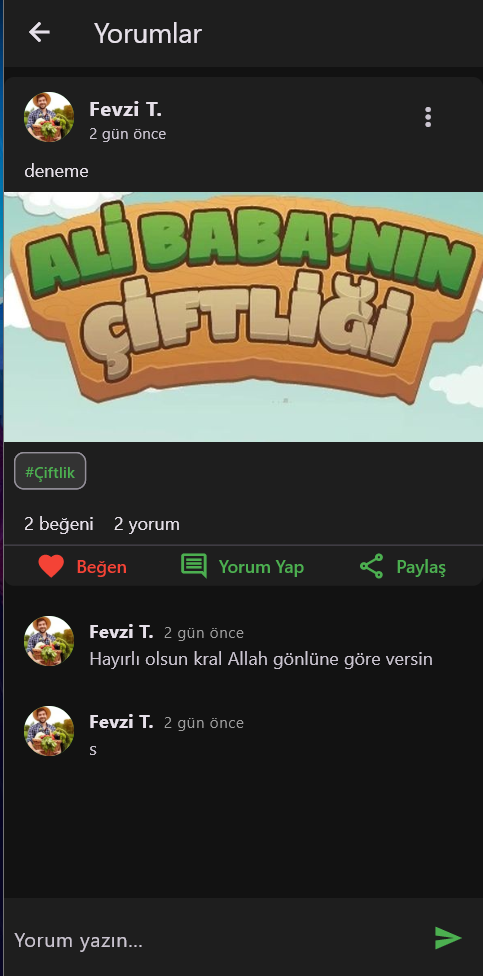 Yorumlar
Fevzi T.
2 gün önce
deneme
ALİ BABA'NIN
ÇİFTLİĞİ
#Çiftlik
2 beğeni 2 yorum
Beğen Yorum Yap Paylaş
Fevzi T. 2 gün önce
Hayırlı olsun kral Allah gönlüne göre versin
Fevzi T. 2 gün önce
s
Yorum yazın...